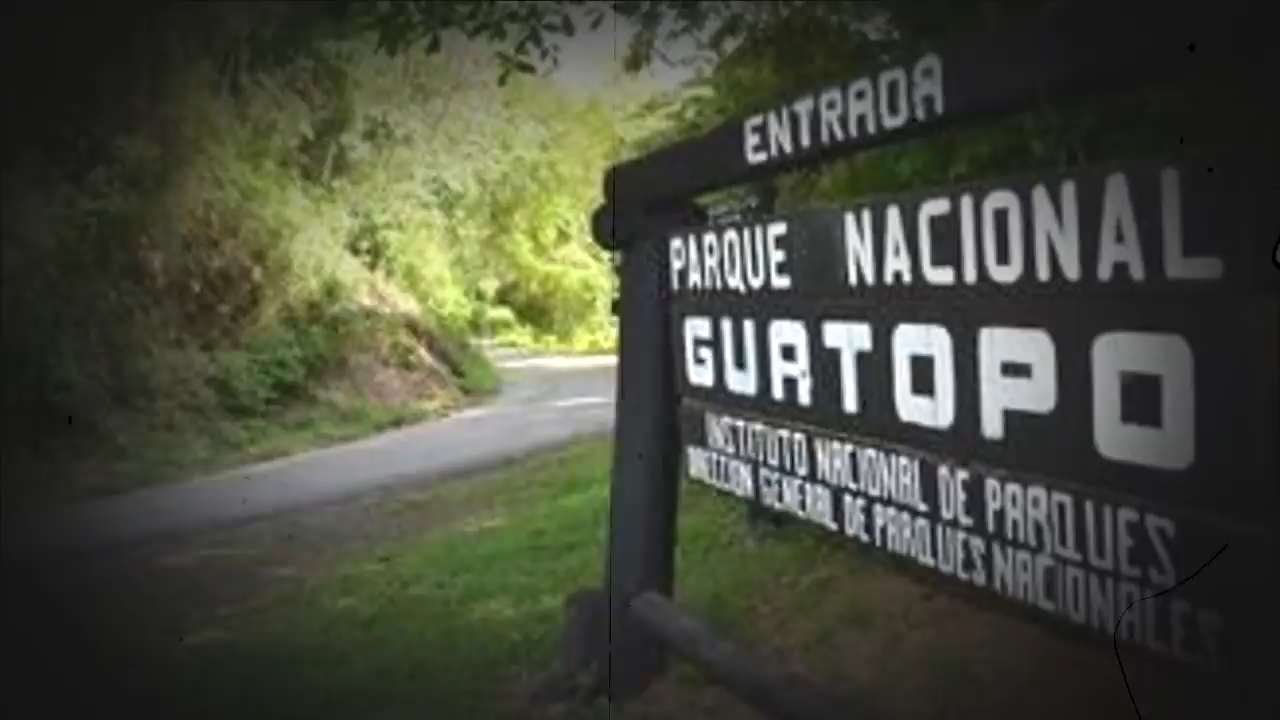 ENTRADA
PARQUE NACIONAL
GUATOPO
INSTITUTO NACIONAL DE PARQUES
DIRECCION GENERAL DE PARQUES NACIONALES